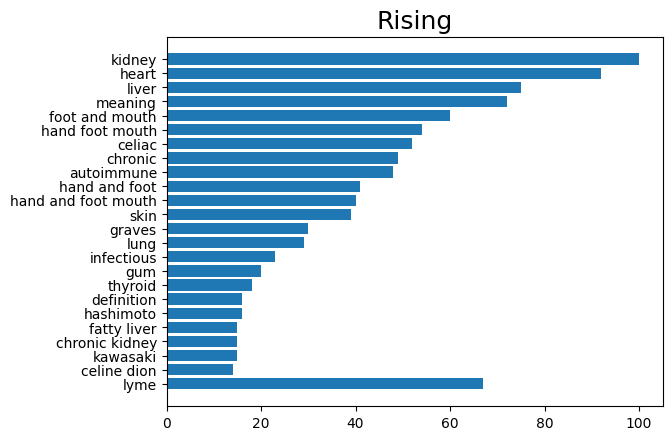 Rising
kidney
heart
liver
meaning
foot and mouth
hand foot mouth
celiac
chronic
autoimmune
hand and foot
hand and foot mouth
skin
graves
lung
infectious
gum
thyroid
definition
hashimoto
fatty liver
chronic kidney
kawasaki
celine dion
lyme
0 20 40 60 80 100